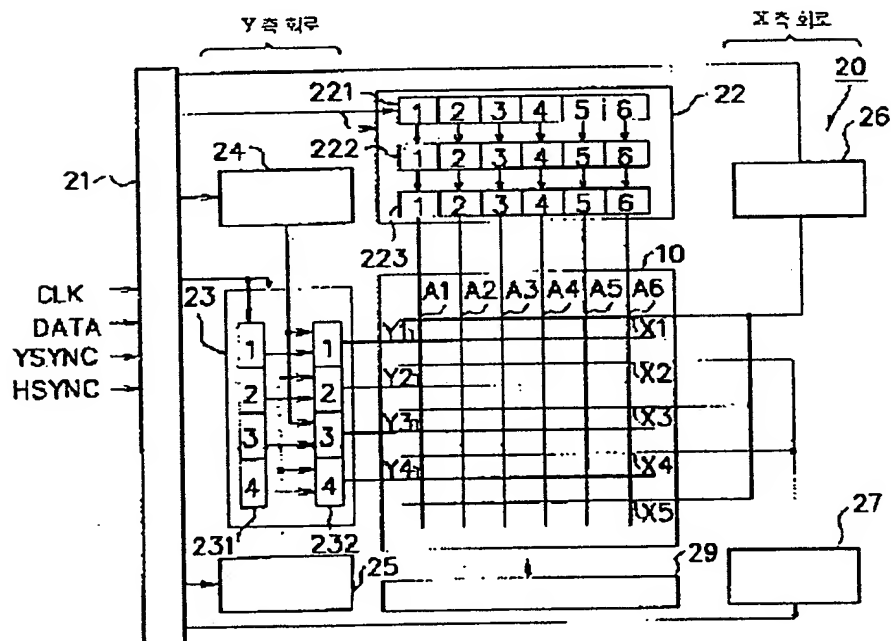 Y 측 회로
X 측 회로
20
221
1 2 3 4 5 6
22
26
222
1 2 3 4 5 6
24
21
1 2 3 4 5 6
223
10
CLK
23
A1 A2 A3 A4 A5 A6
DATA
1 1
Y1
X1
YSYNC
HSYNC
2 2
Y2
X2
3 3
Y3
X3
4 4
Y4
X4
X5
27
231 232
25
29